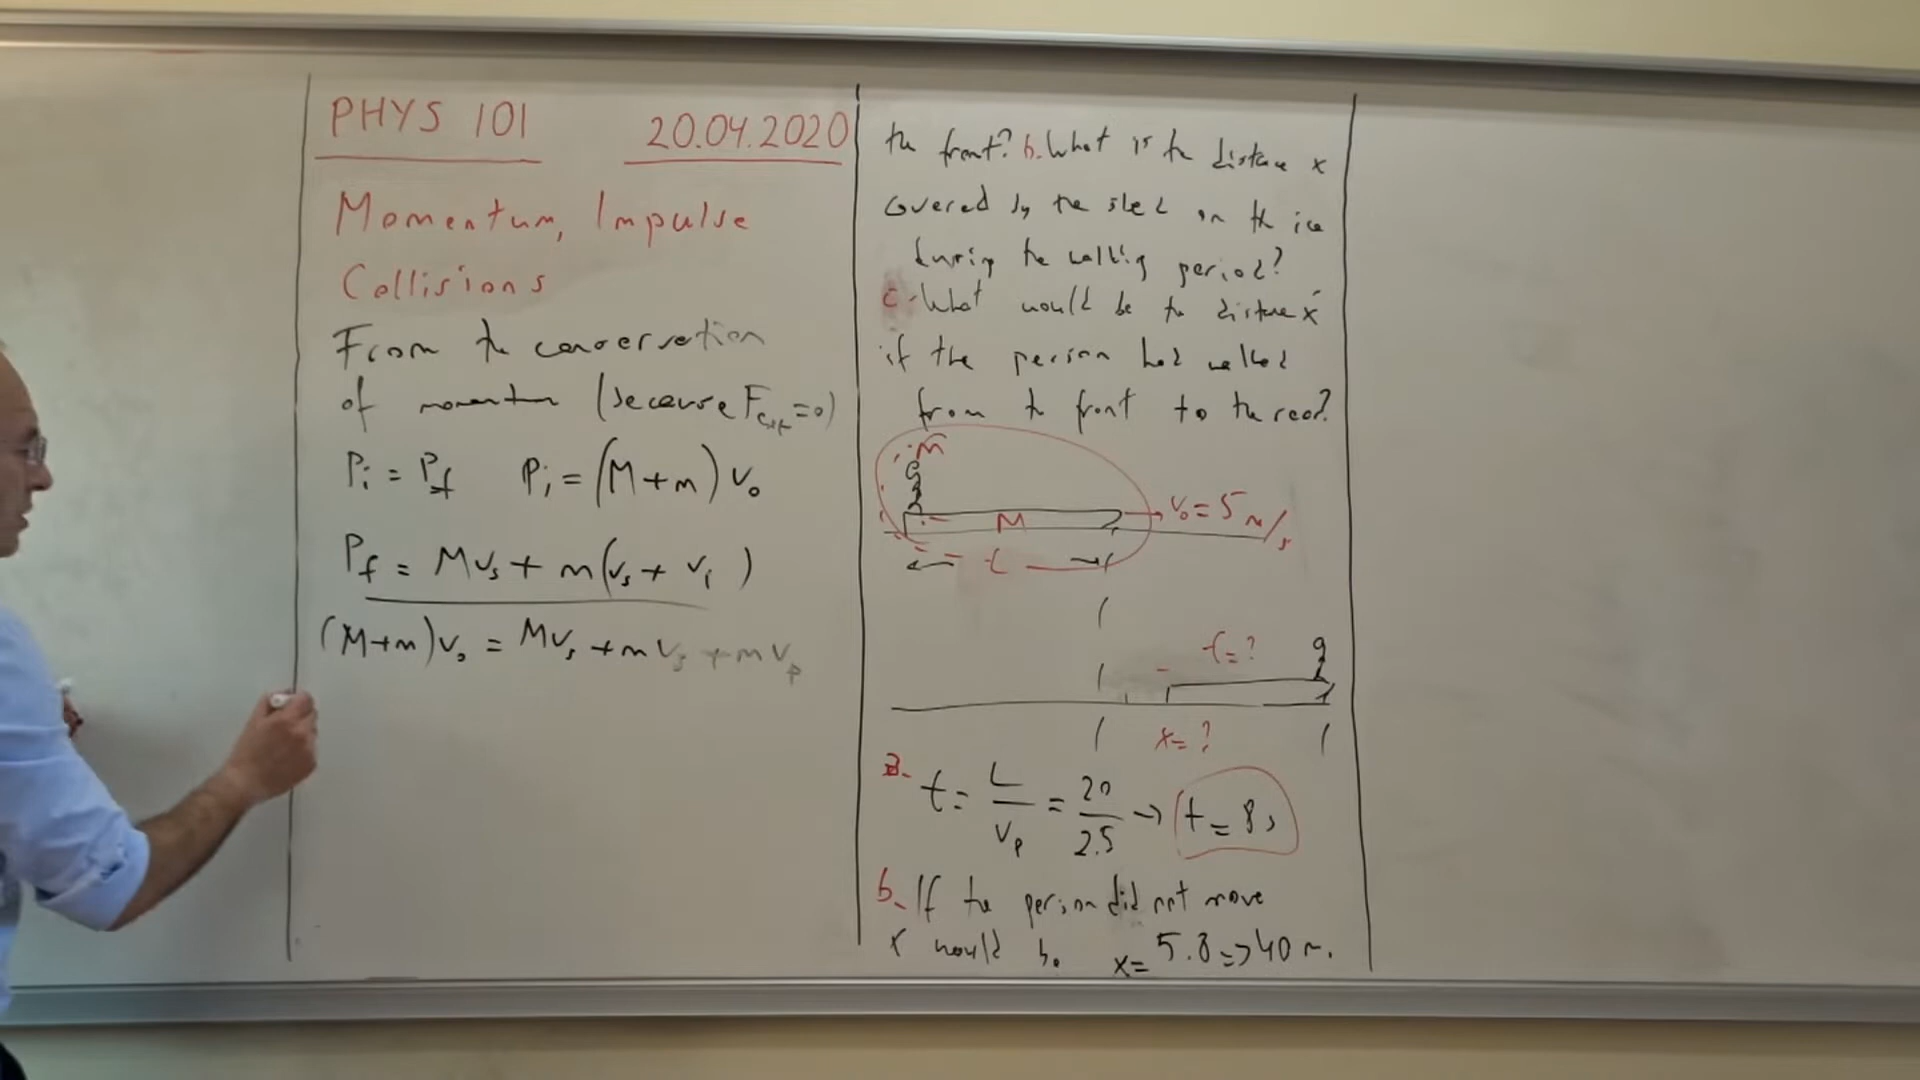 PHYS 101 20.04.2020
Momentum, Impulse
Collisions
From the conservation
of momentum (because F_ext = 0)
P_i = P_f P_i = (M+m) v_0
P_f = M v_s + m (v_s + v_p)
(M+m) v_0 = M v_s + m v_s + m v_p
the front? b. What is the distance x
covered by the sled on the ice
during the walking period?
c. What would be the distance x
if the person had walked
from the front to the rear?
m
M v_0 = 5 m/s
L
t = ?
x = ?
a. t = L / v_p = 20 / 2.5 → t = 8 s
b. If the person did not move
x would be x = 5.8 => 40 m.